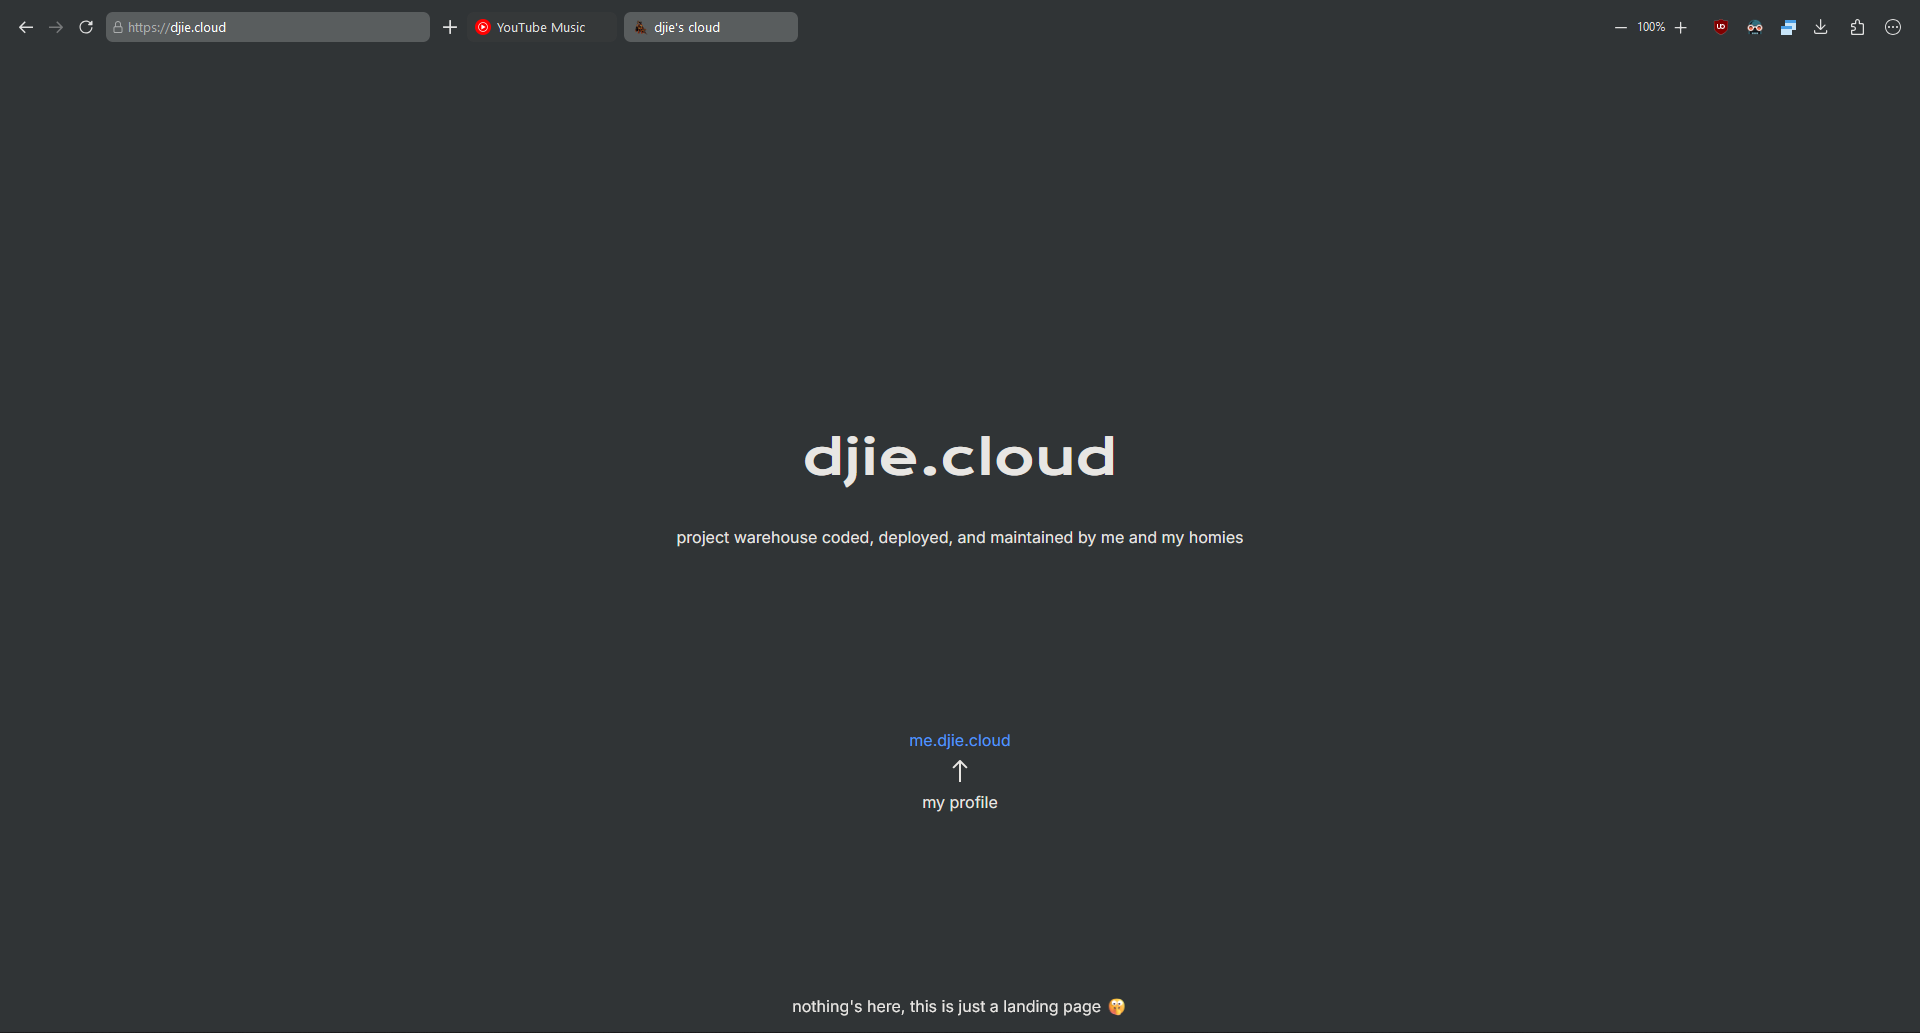 https://djie.cloud
YouTube Music
djie's cloud
100%
djie.cloud
project warehouse coded, deployed, and maintained by me and my homies
me.djie.cloud
my profile
nothing's here, this is just a landing page 🤫